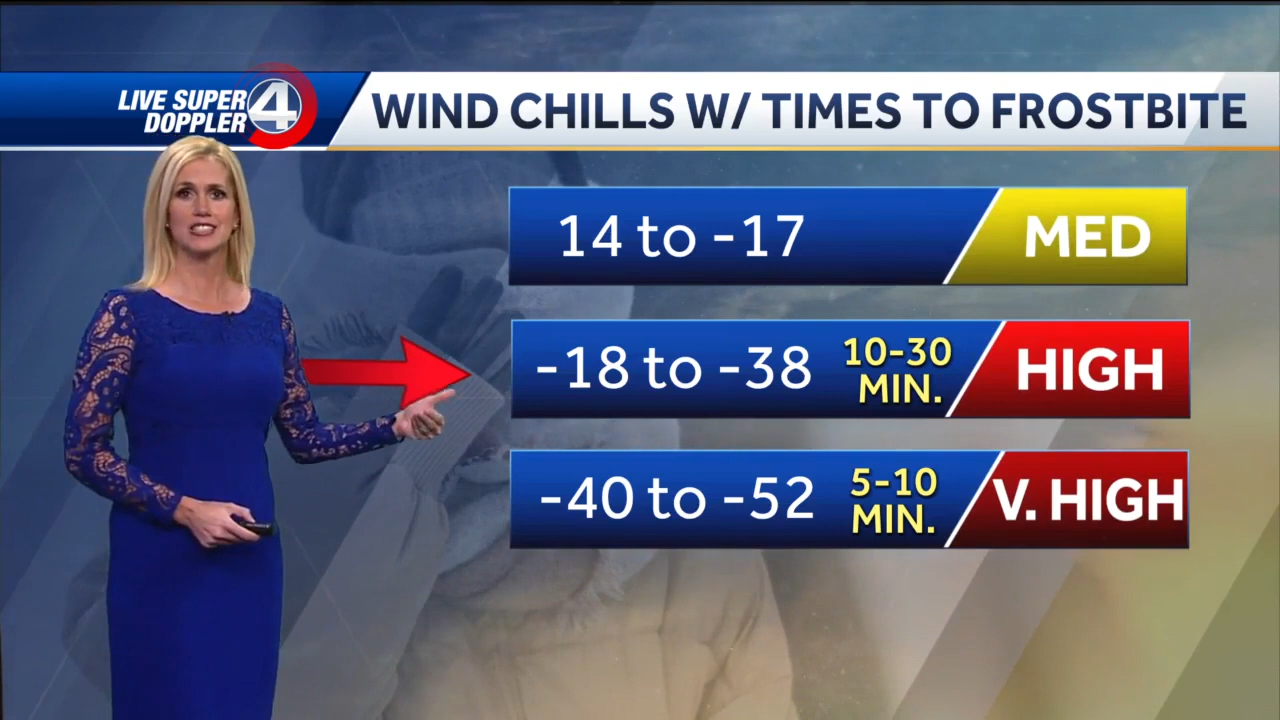 LIVE SUPER
DOPPLER 4
WIND CHILLS W/ TIMES TO FROSTBITE
14 to -17 MED
-18 to -38 10-30 MIN. HIGH
-40 to -52 5-10 MIN. V. HIGH